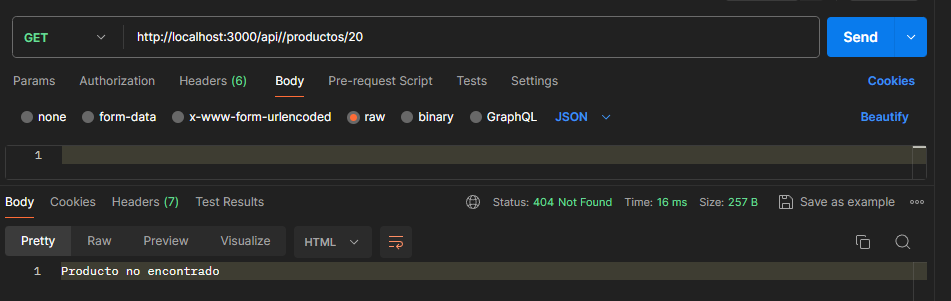 GET http://localhost:3000/api//productos/20 Send
Params Authorization Headers (6) Body Pre-request Script Tests Settings Cookies
none form-data x-www-form-urlencoded raw binary GraphQL JSON Beautify
1
Body Cookies Headers (7) Test Results Status: 404 Not Found Time: 16 ms Size: 257 B Save as example
Pretty Raw Preview Visualize HTML
1 Producto no encontrado